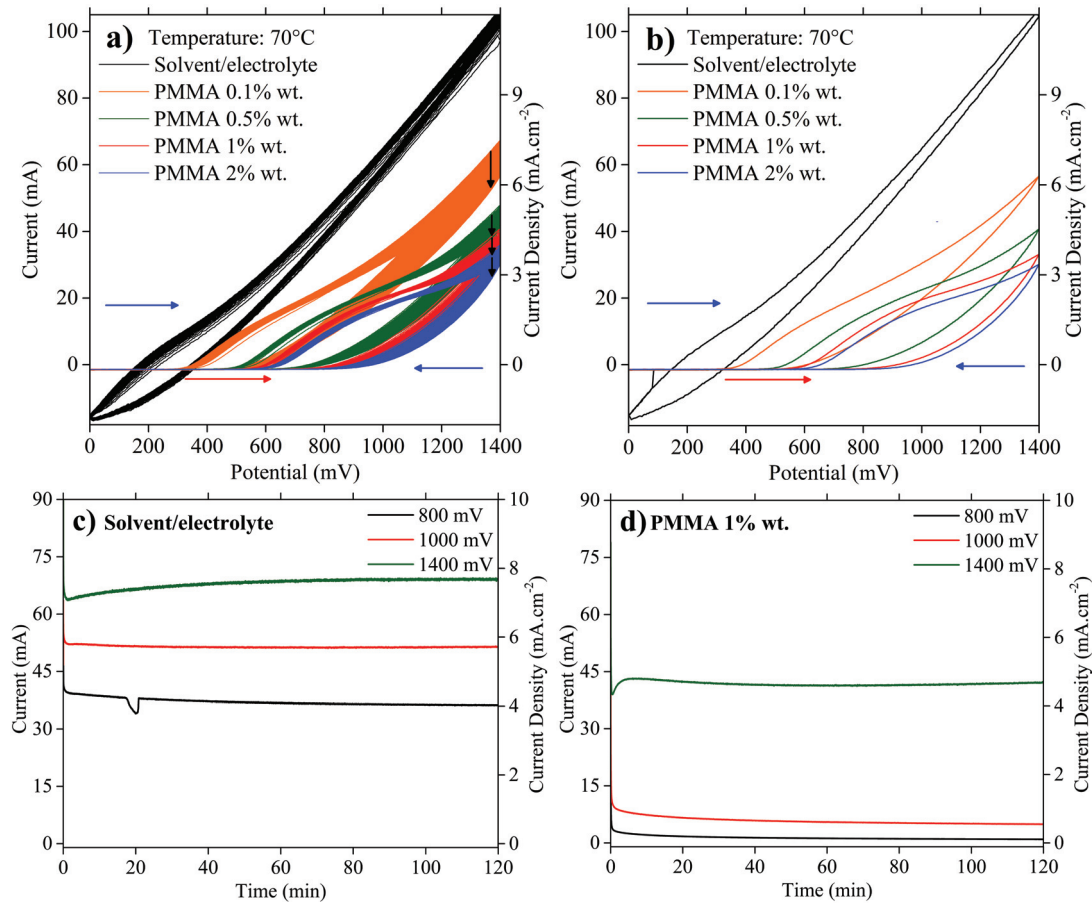 a) Temperature: 70°C
Solvent/electrolyte
PMMA 0.1% wt.
PMMA 0.5% wt.
PMMA 1% wt.
PMMA 2% wt.
100
80
60
40
20
0
Current (mA)
9
6
3
0
Current Density (mA.cm⁻²)
0 200 400 600 800 1000 1200 1400
Potential (mV)
b) Temperature: 70°C
Solvent/electrolyte
PMMA 0.1% wt.
PMMA 0.5% wt.
PMMA 1% wt.
PMMA 2% wt.
100
80
60
40
20
0
Current (mA)
9
6
3
0
Current Density (mA.cm⁻²)
0 200 400 600 800 1000 1200 1400
Potential (mV)
c) Solvent/electrolyte
800 mV
1000 mV
1400 mV
90
75
60
45
30
15
0
Current (mA)
10
8
6
4
2
0
Current Density (mA.cm⁻²)
0 20 40 60 80 100 120
Time (min)
d) PMMA 1% wt.
800 mV
1000 mV
1400 mV
90
75
60
45
30
15
0
Current (mA)
10
8
6
4
2
0
Current Density (mA.cm⁻²)
0 20 40 60 80 100 120
Time (min)